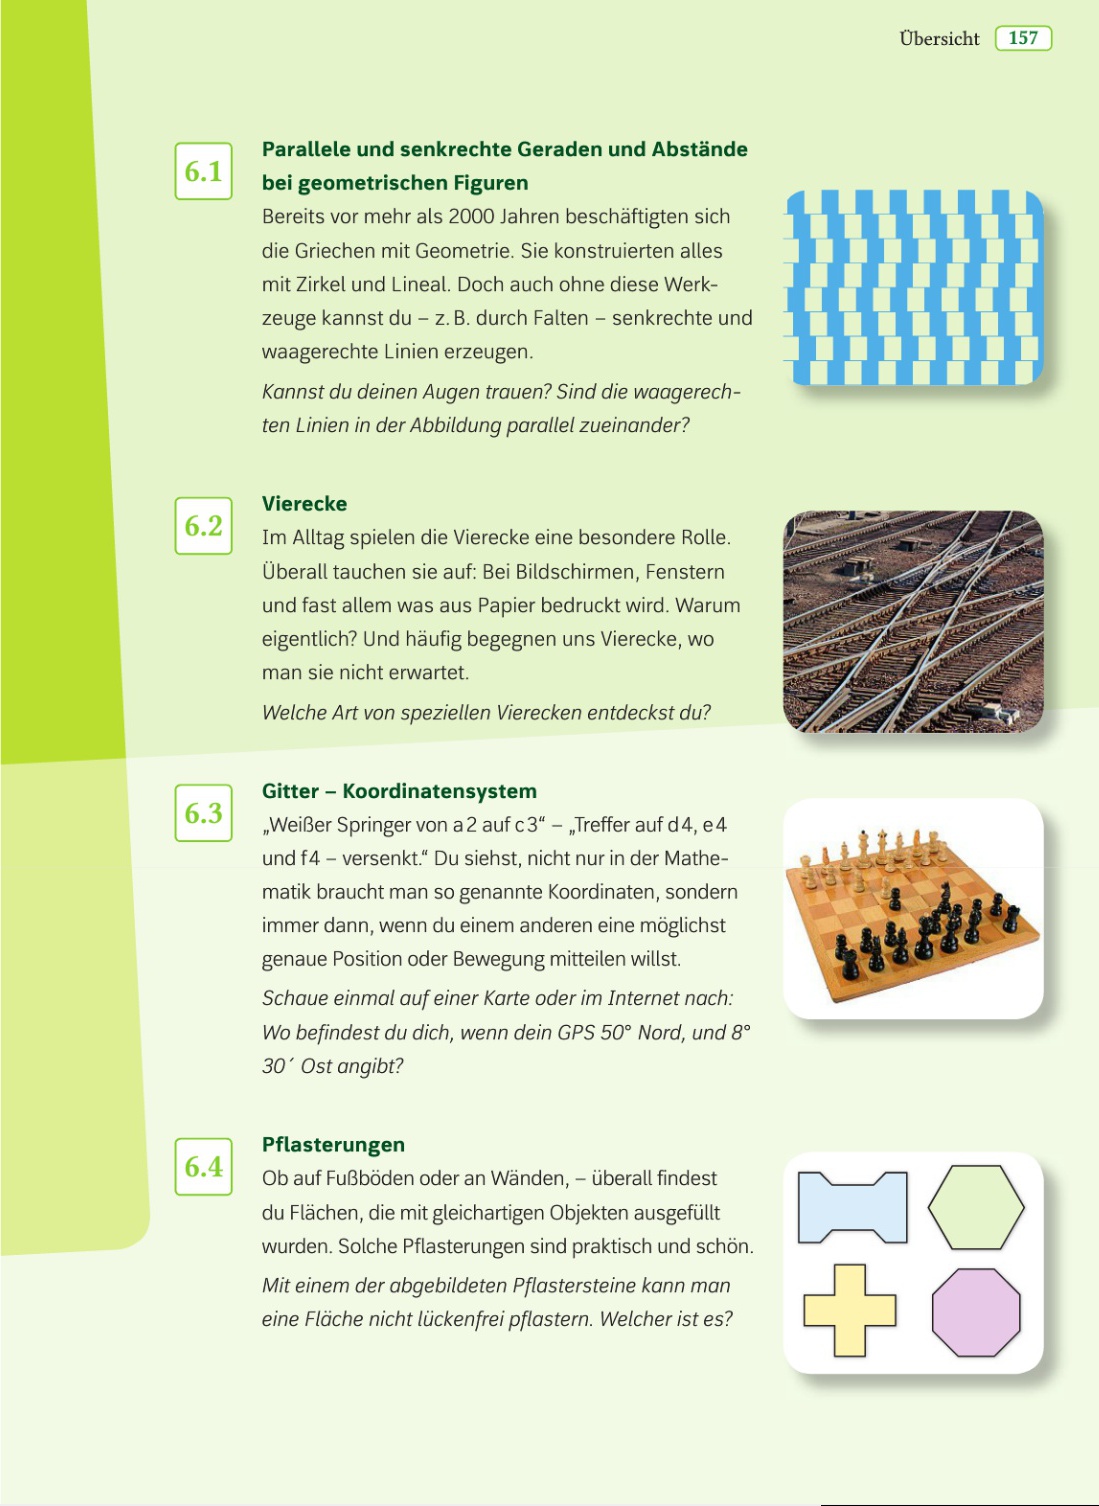 Übersicht 157
6.1
Parallele und senkrechte Geraden und Abstände
bei geometrischen Figuren
Bereits vor mehr als 2000 Jahren beschäftigten sich
die Griechen mit Geometrie. Sie konstruierten alles
mit Zirkel und Lineal. Doch auch ohne diese Werk-
zeuge kannst du – z. B. durch Falten – senkrechte und
waagerechte Linien erzeugen.
Kannst du deinen Augen trauen? Sind die waagerech-
ten Linien in der Abbildung parallel zueinander?
6.2
Vierecke
Im Alltag spielen die Vierecke eine besondere Rolle.
Überall tauchen sie auf: Bei Bildschirmen, Fenstern
und fast allem was aus Papier bedruckt wird. Warum
eigentlich? Und häufig begegnen uns Vierecke, wo
man sie nicht erwartet.
Welche Art von speziellen Vierecken entdeckst du?
6.3
Gitter – Koordinatensystem
„Weißer Springer von a 2 auf c 3“ – „Treffer auf d 4, e 4
und f 4 – versenkt.“ Du siehst, nicht nur in der Mathe-
matik braucht man so genannte Koordinaten, sondern
immer dann, wenn du einem anderen eine möglichst
genaue Position oder Bewegung mitteilen willst.
Schaue einmal auf einer Karte oder im Internet nach:
Wo befindest du dich, wenn dein GPS 50° Nord, und 8°
30´ Ost angibt?
6.4
Pflasterungen
Ob auf Fußböden oder an Wänden, – überall findest
du Flächen, die mit gleichartigen Objekten ausgefüllt
wurden. Solche Pflasterungen sind praktisch und schön.
Mit einem der abgebildeten Pflastersteine kann man
eine Fläche nicht lückenfrei pflastern. Welcher ist es?